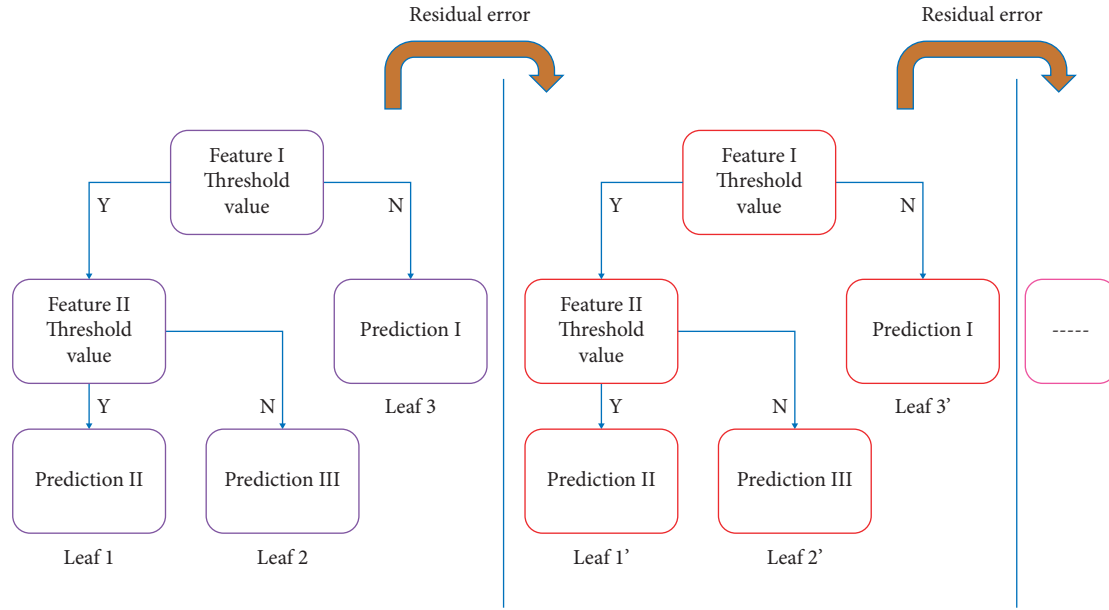 Residual error
Residual error
Feature I
Threshold
value
Y
N
Feature II
Threshold
value
Prediction I
Y
N
Leaf 3
Prediction II
Prediction III
Leaf 1
Leaf 2
Feature I
Threshold
value
Y
N
Feature II
Threshold
value
Prediction I
Y
N
Leaf 3’
Prediction II
Prediction III
Leaf 1’
Leaf 2’
-----